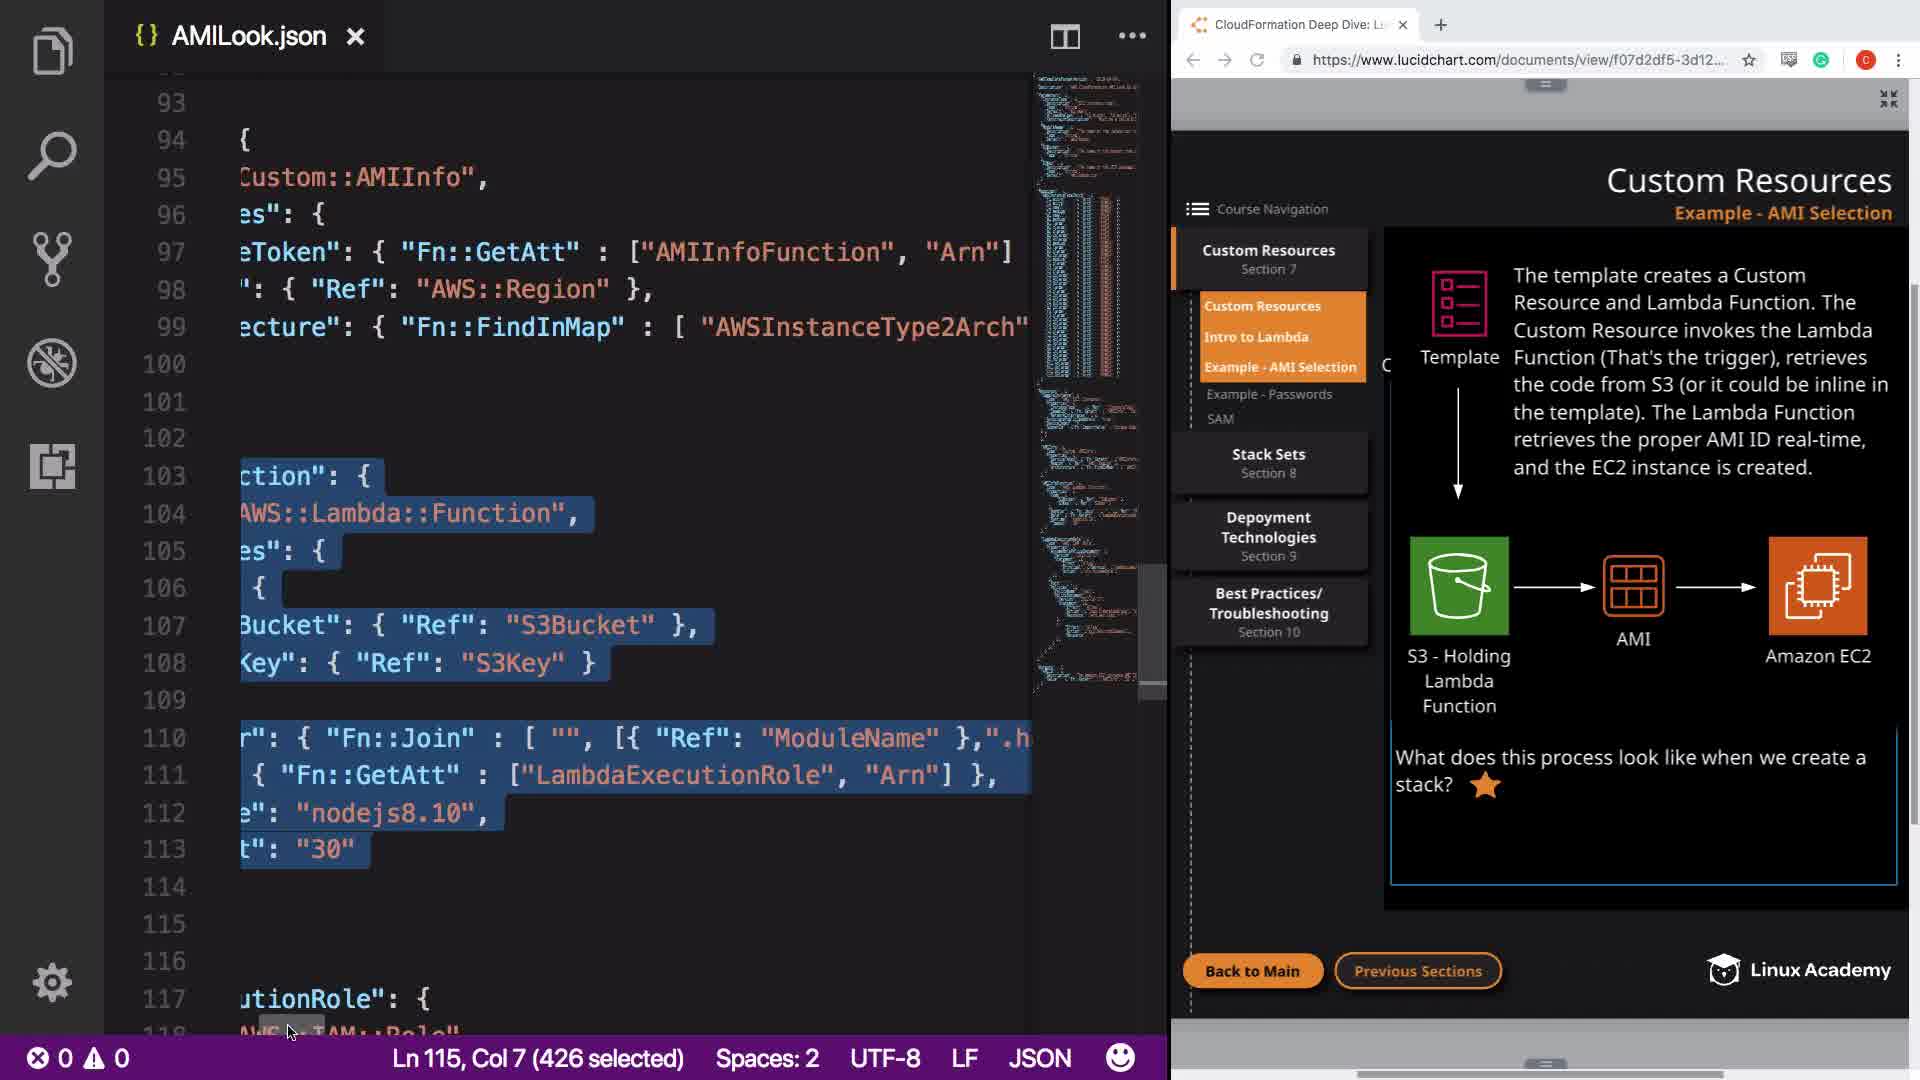 {} AMILook.json ×
93
94 {
95 Custom::AMIInfo",
96 es": {
97 eToken": { "Fn::GetAtt" : ["AMIInfoFunction", "Arn"]
98 ": { "Ref": "AWS::Region" },
99 ecture": { "Fn::FindInMap" : [ "AWSInstanceType2Arch"
100
101
102
103 ction": {
104 AWS::Lambda::Function",
105 es": {
106 {
107 Bucket": { "Ref": "S3Bucket" },
108 Key": { "Ref": "S3Key" }
109
110 r": { "Fn::Join" : [ "", [{ "Ref": "ModuleName" },".h
111 { "Fn::GetAtt" : ["LambdaExecutionRole", "Arn"] },
112 e": "nodejs8.10",
113 t": "30"
114
115
116
117 utionRole": {
118 AWS::IAM::Role"
0 0 Ln 115, Col 7 (426 selected) Spaces: 2 UTF-8 LF JSON
CloudFormation Deep Dive: Lu
https://www.lucidchart.com/documents/view/f07d2df5-3d12...
C
Custom Resources
Example - AMI Selection
Course Navigation
Custom Resources
Section 7
Custom Resources
Intro to Lambda
Example - AMI Selection
Example - Passwords
SAM
Stack Sets
Section 8
Depoyment
Technologies
Section 9
Best Practices/
Troubleshooting
Section 10
C
Template
The template creates a Custom
Resource and Lambda Function. The
Custom Resource invokes the Lambda
Function (That's the trigger), retrieves
the code from S3 (or it could be inline in
the template). The Lambda Function
retrieves the proper AMI ID real-time,
and the EC2 instance is created.
S3 - Holding
Lambda
Function
AMI
Amazon EC2
What does this process look like when we create a
stack?
Back to Main
Previous Sections
Linux Academy